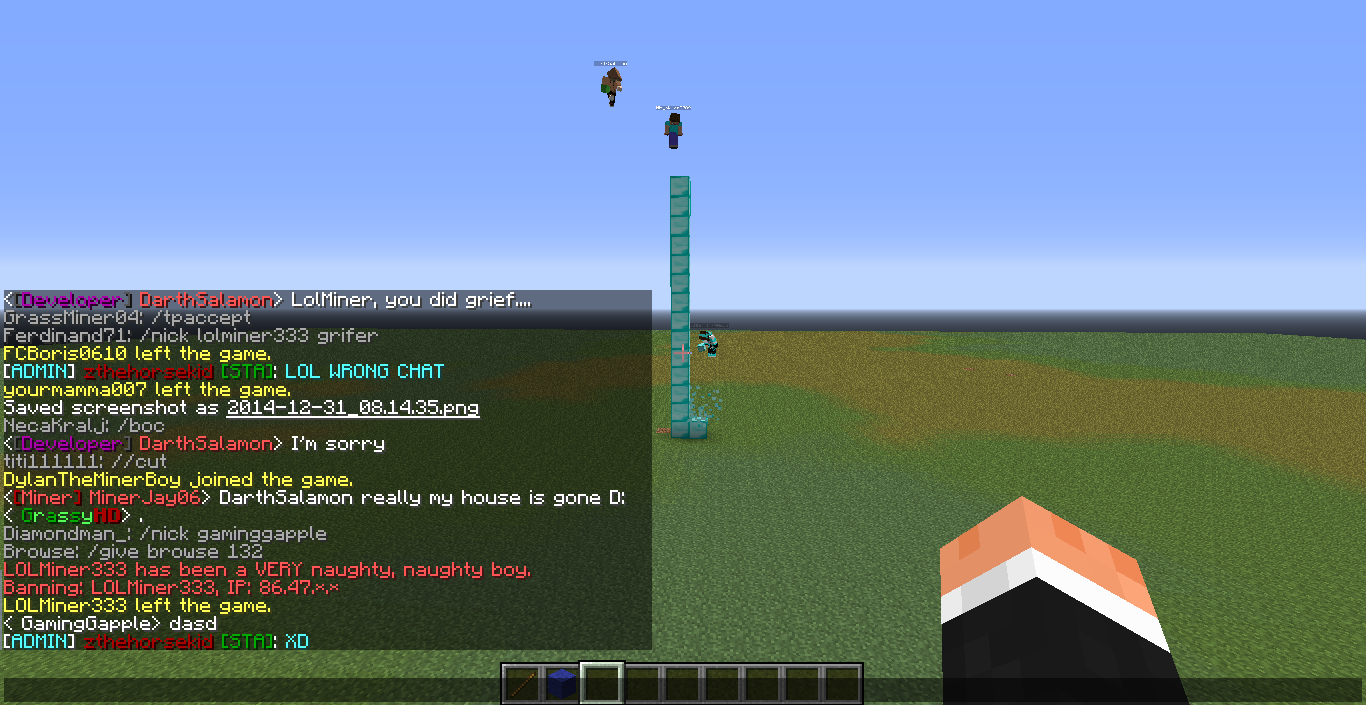 <[Developer] DarthSalamon> LolMiner, you did grief....
GrassMiner04: /tpaccept
Ferdinand71: /nick lolminer333 grifer
FCBoris0610 left the game.
[ADMIN] zthehorsekid [STA]: LOL WRONG CHAT
yourmamma007 left the game.
Saved screenshot as 2014-12-31_08.14.35.png
NecaKralj: /boc
<[Developer] DarthSalamon> I'm sorry
titi111111: //cut
DylanTheMinerBoy joined the game.
<[Miner] MinerJay06> DarthSalamon really my house is gone D:
< GrassyHD> .
Diamondman_: /nick gaminggapple
Browse: /give browse 132
LOLMiner333 has been a VERY naughty, naughty boy.
Banning: LOLMiner333, IP: 86.47.*.*
LOLMiner333 left the game.
< GamingGapple> dasd
[ADMIN] zthehorsekid [STA]: XD